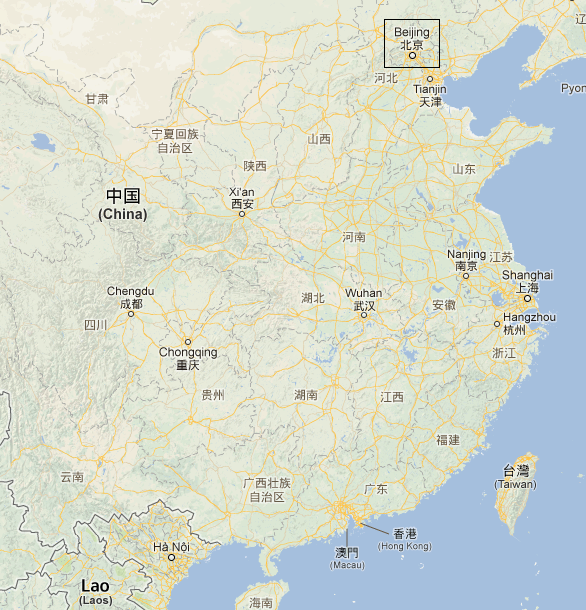 Beijing
北京
辽
河北
Tianjin
天津
Pyon
甘肃
宁夏回族
自治区
山西
陕西
山东
中国
(China)
Xi'an
西安
河南
Nanjing
南京
江苏
Shanghai
上海
Chengdu
成都
湖北
Wuhan
武汉
安徽
Hangzhou
杭州
四川
Chongqing
重庆
浙江
贵州
湖南
江西
福建
云南
广西壮族
自治区
广东
台灣
(Taiwan)
香港
(Hong Kong)
澳門
(Macau)
Hà Nội
Lao
(Laos)
海南